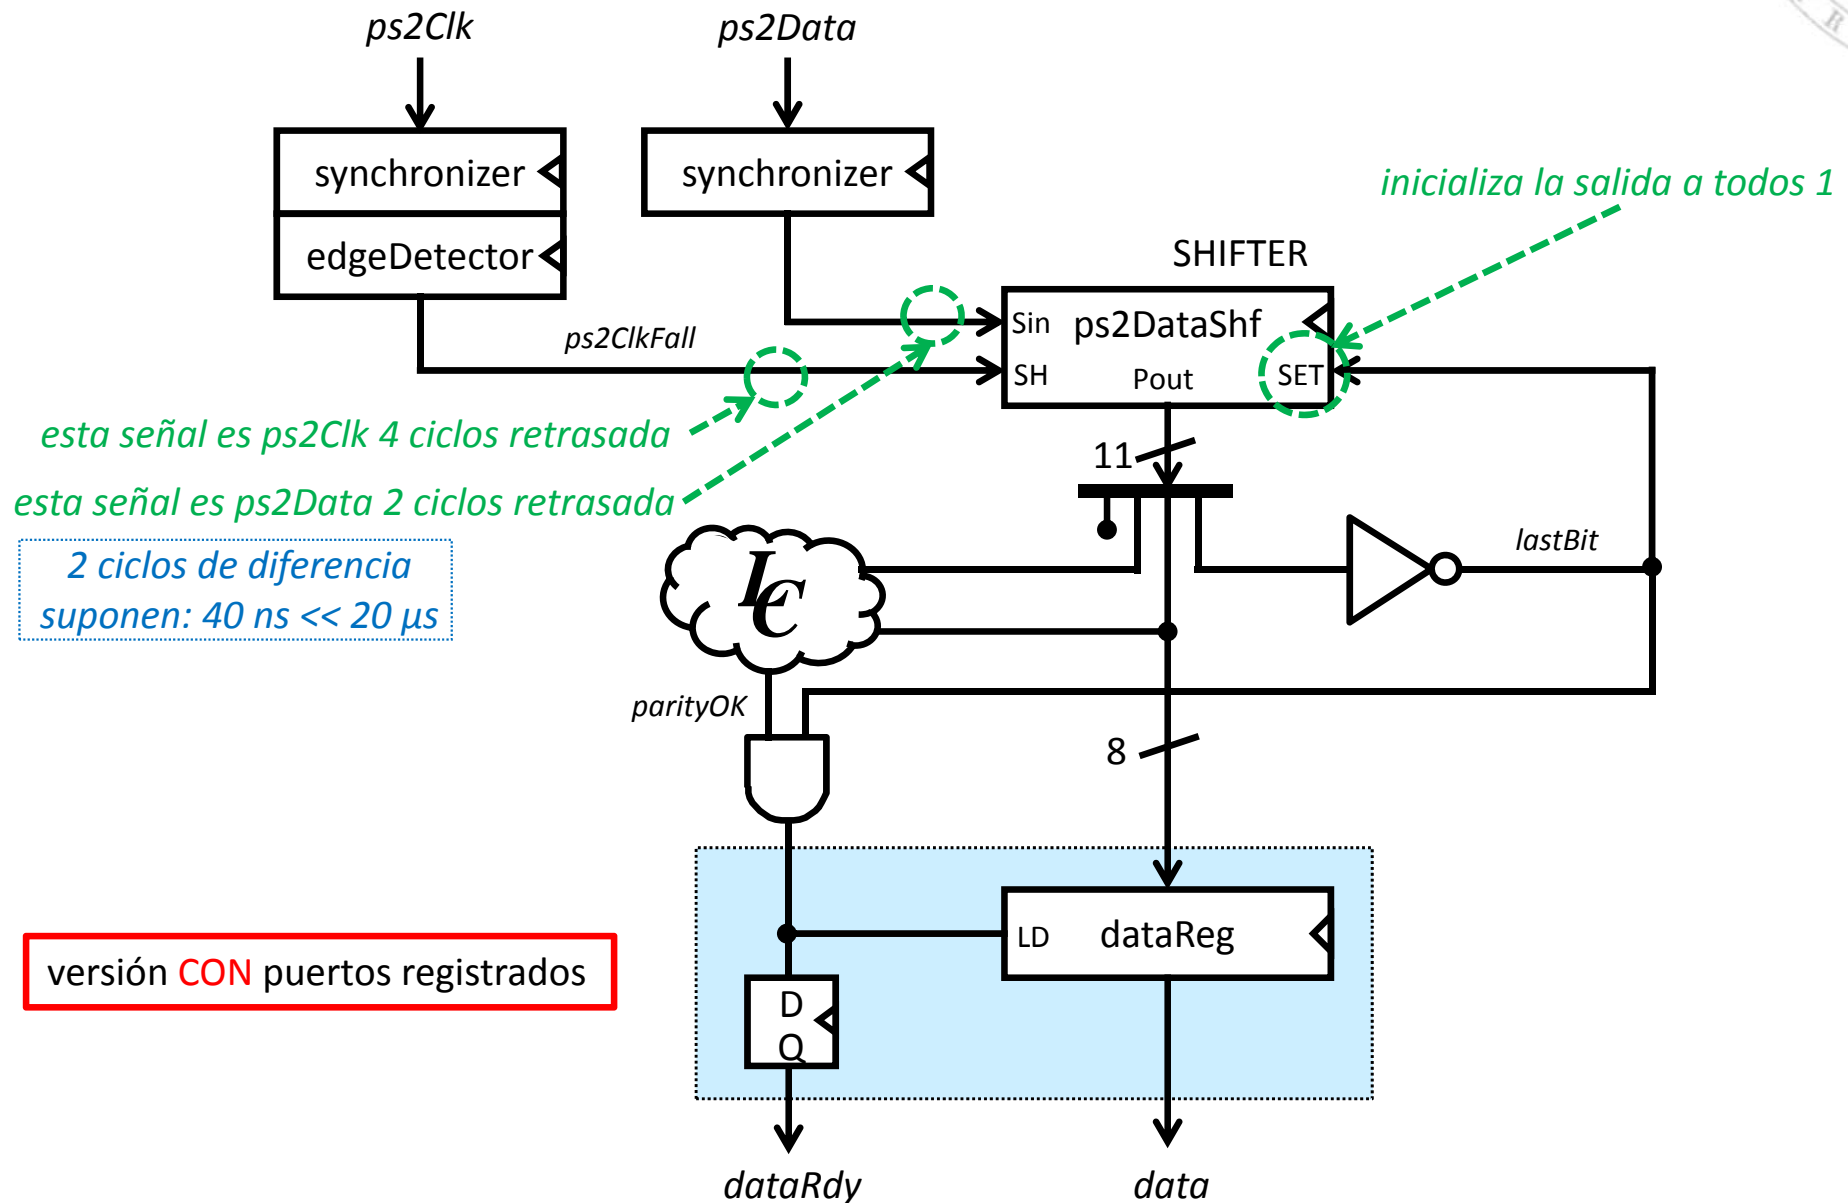 ps2Clk
ps2Data
synchronizer
synchronizer
inicializa la salida a todos 1
edgeDetector
SHIFTER
Sin
ps2DataShf
ps2ClkFall
SH
Pout
SET
esta señal es ps2Clk 4 ciclos retrasada
11
esta señal es ps2Data 2 ciclos retrasada
2 ciclos de diferencia
suponen: 40 ns << 20 µs
LC
lastBit
parityOK
8
LD
dataReg
versión CON puertos registrados
D
Q
dataRdy
data